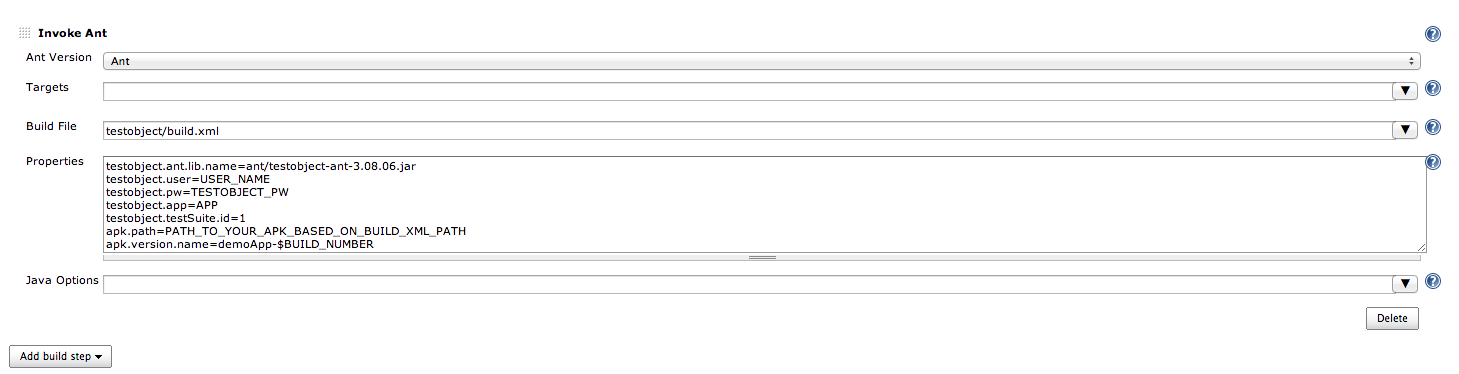 Invoke Ant
Ant Version Ant
Targets
Build File testobject/build.xml
Properties
testobject.ant.lib.name=ant/testobject-ant-3.08.06.jar
testobject.user=USER_NAME
testobject.pw=TESTOBJECT_PW
testobject.app=APP
testobject.testSuite.id=1
apk.path=PATH_TO_YOUR_APK_BASED_ON_BUILD_XML_PATH
apk.version.name=demoApp-$BUILD_NUMBER
Java Options
Delete
Add build step